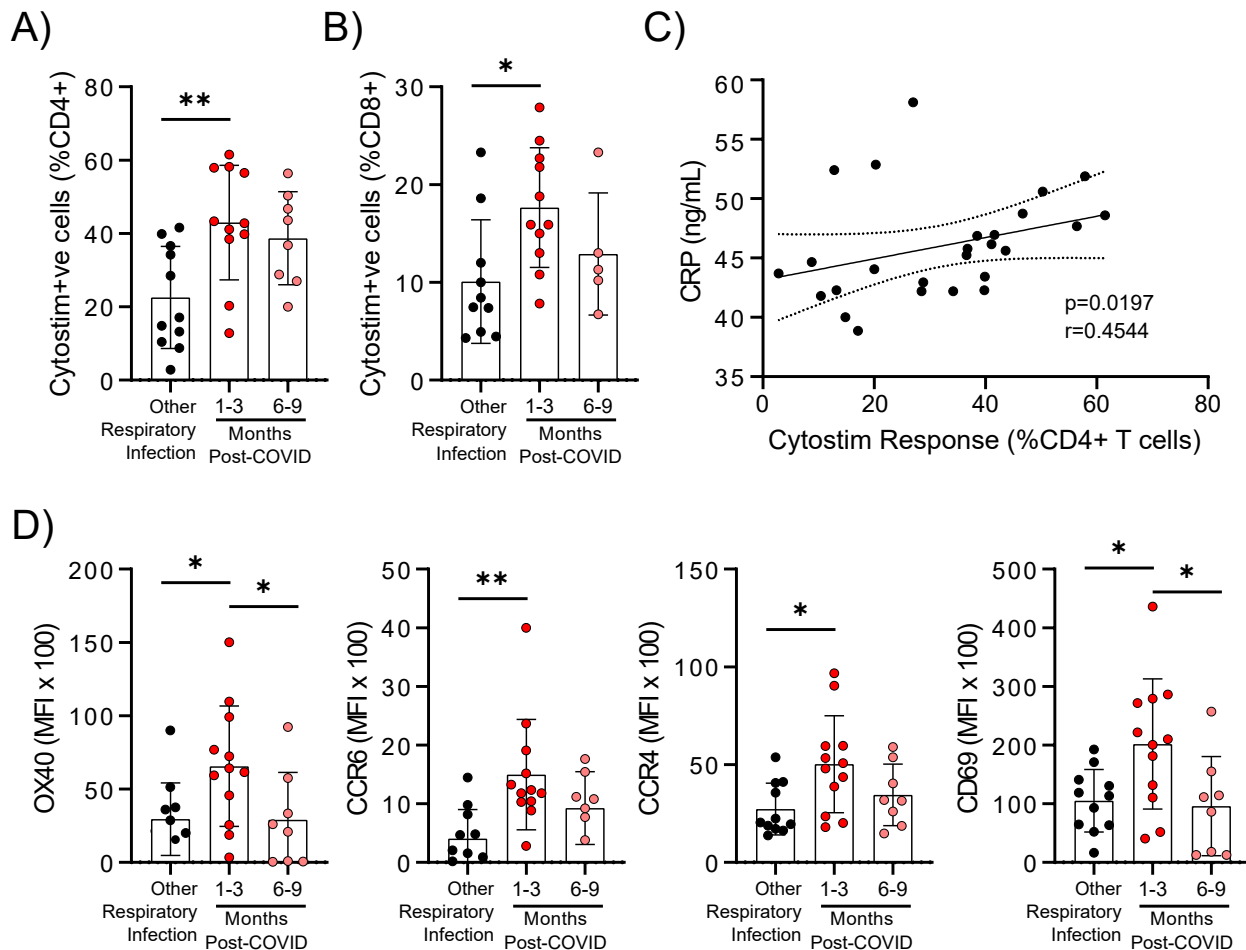 A)
Cytostim+ve cells (%CD4+)
80
60
40
20
0
**
Other
Respiratory
Infection
1-3
6-9
Months
Post-COVID
B)
Cytostim+ve cells (%CD8+)
30
20
10
0
*
Other
Respiratory
Infection
1-3
6-9
Months
Post-COVID
C)
CRP (ng/mL)
60
55
50
45
40
35
p=0.0197
r=0.4544
0
20
40
60
80
Cytostim Response (%CD4+ T cells)
D)
OX40 (MFI x 100)
200
150
100
50
0
*
*
Other
Respiratory
Infection
1-3
6-9
Months
Post-COVID
CCR6 (MFI x 100)
50
40
30
20
10
0
**
Other
Respiratory
Infection
1-3
6-9
Months
Post-COVID
CCR4 (MFI x 100)
150
100
50
0
*
Other
Respiratory
Infection
1-3
6-9
Months
Post-COVID
CD69 (MFI x 100)
500
400
300
200
100
0
*
*
Other
Respiratory
Infection
1-3
6-9
Months
Post-COVID